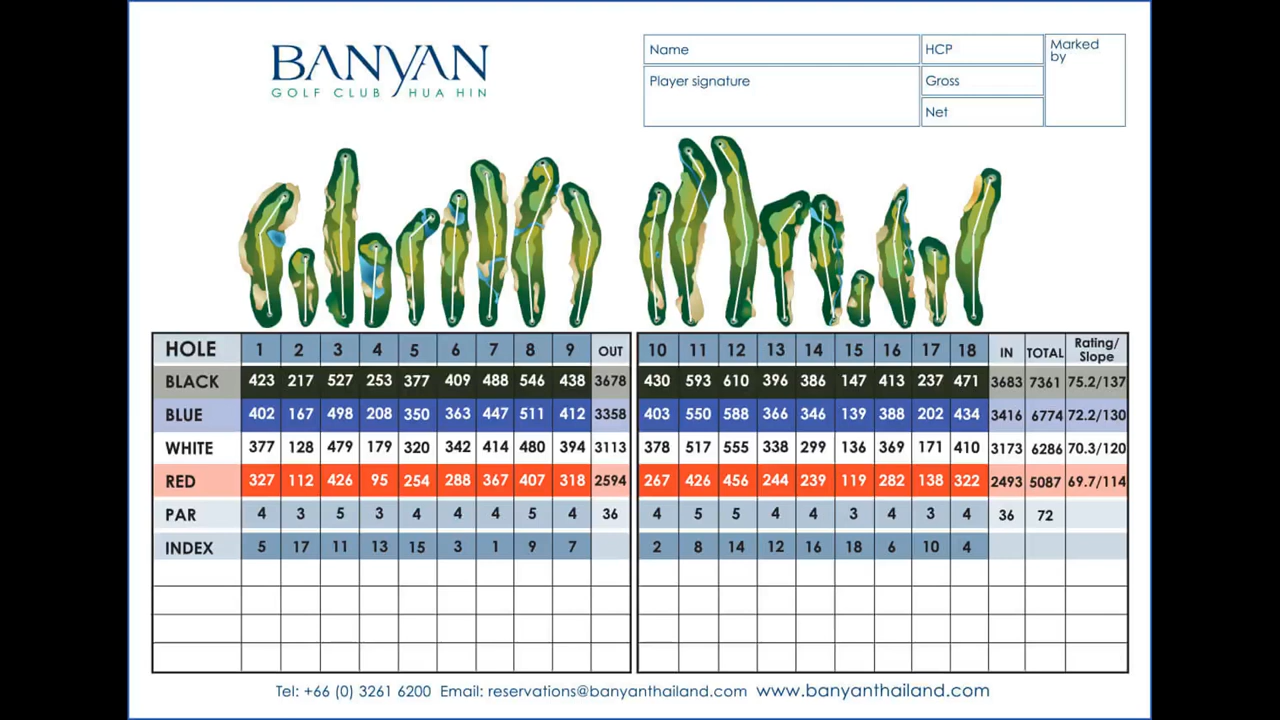 BANYAN
GOLF CLUB HUA HIN
Name
HCP
Marked by
Player signature
Gross
Net
HOLE 1 2 3 4 5 6 7 8 9 OUT 10 11 12 13 14 15 16 17 18 IN TOTAL Rating/ Slope
BLACK 423 217 527 253 377 409 488 546 438 3678 430 593 610 396 386 147 413 237 471 3683 7361 75.2/137
BLUE 402 167 498 208 350 363 447 511 412 3358 403 550 588 366 346 139 388 202 434 3416 6774 72.2/130
WHITE 377 128 479 179 320 342 414 480 394 3113 378 517 555 338 299 136 369 171 410 3173 6286 70.3/120
RED 327 112 426 95 254 288 367 407 318 2594 267 426 456 244 239 119 282 138 322 2493 5087 69.7/114
PAR 4 3 5 3 4 4 4 5 4 36 4 5 5 4 4 3 4 3 4 36 72
INDEX 5 17 11 13 15 3 1 9 7 2 8 14 12 16 18 6 10 4
Tel: +66 (0) 3261 6200 Email: reservations@banyanthailand.com www.banyanthailand.com